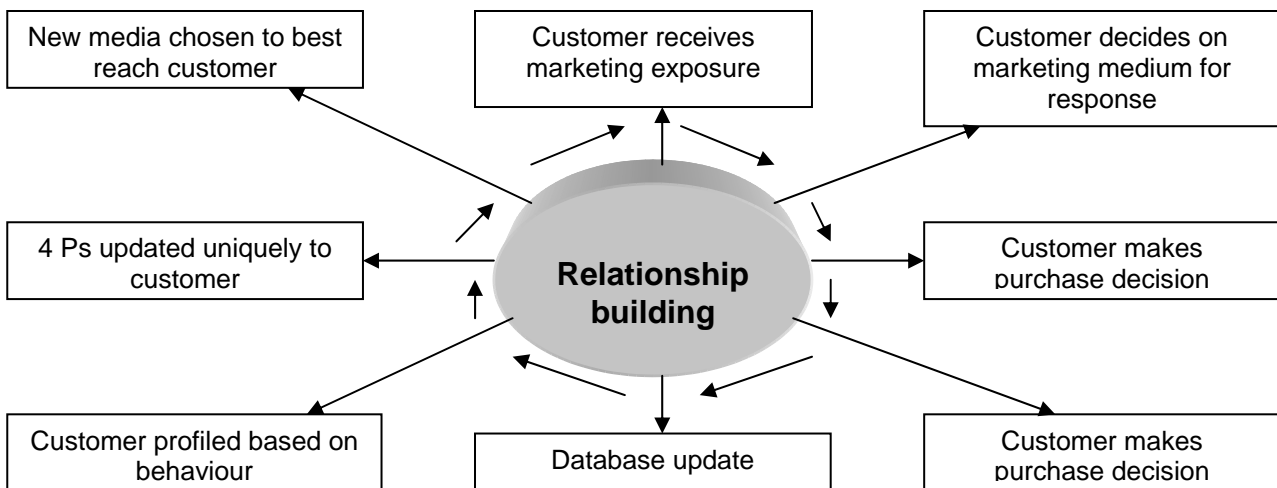 New media chosen to best
reach customer
Customer receives
marketing exposure
Customer decides on
marketing medium for
response
4 Ps updated uniquely to
customer
Relationship
building
Customer makes
purchase decision
Customer profiled based on
behaviour
Database update
Customer makes
purchase decision